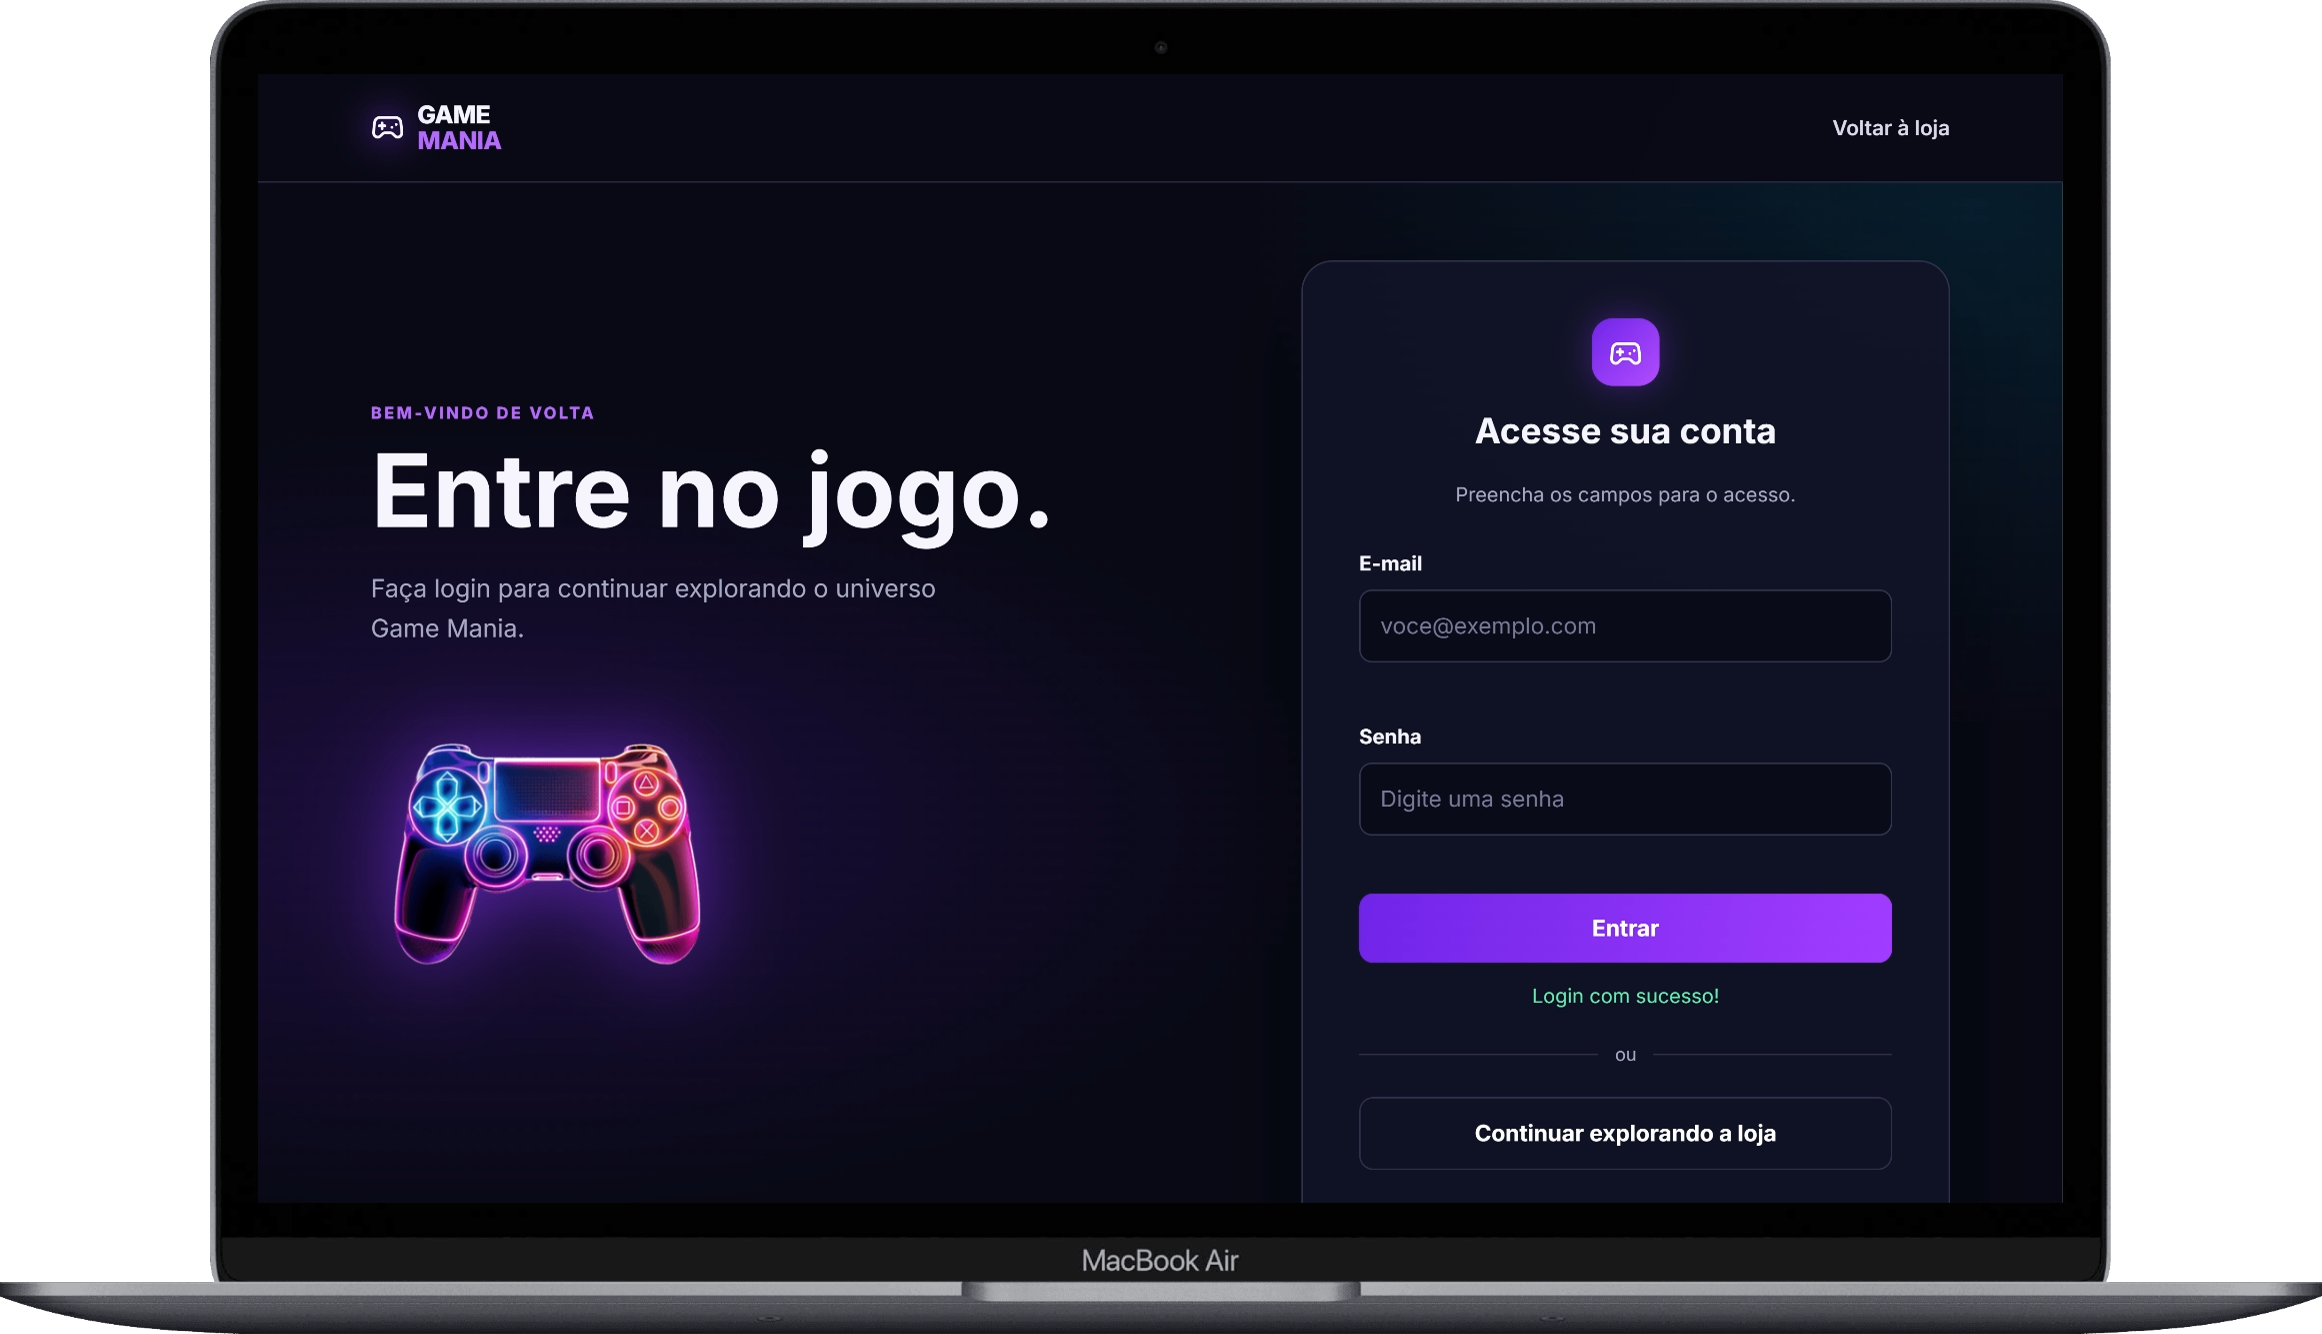 GAME
MANIA
Voltar à loja
BEM-VINDO DE VOLTA
Entre no jogo.
Faça login para continuar explorando o universo
Game Mania.
Acesse sua conta
Preencha os campos para o acesso.
E-mail
voce@exemplo.com
Senha
Digite uma senha
Entrar
Login com sucesso!
ou
Continuar explorando a loja
MacBook Air